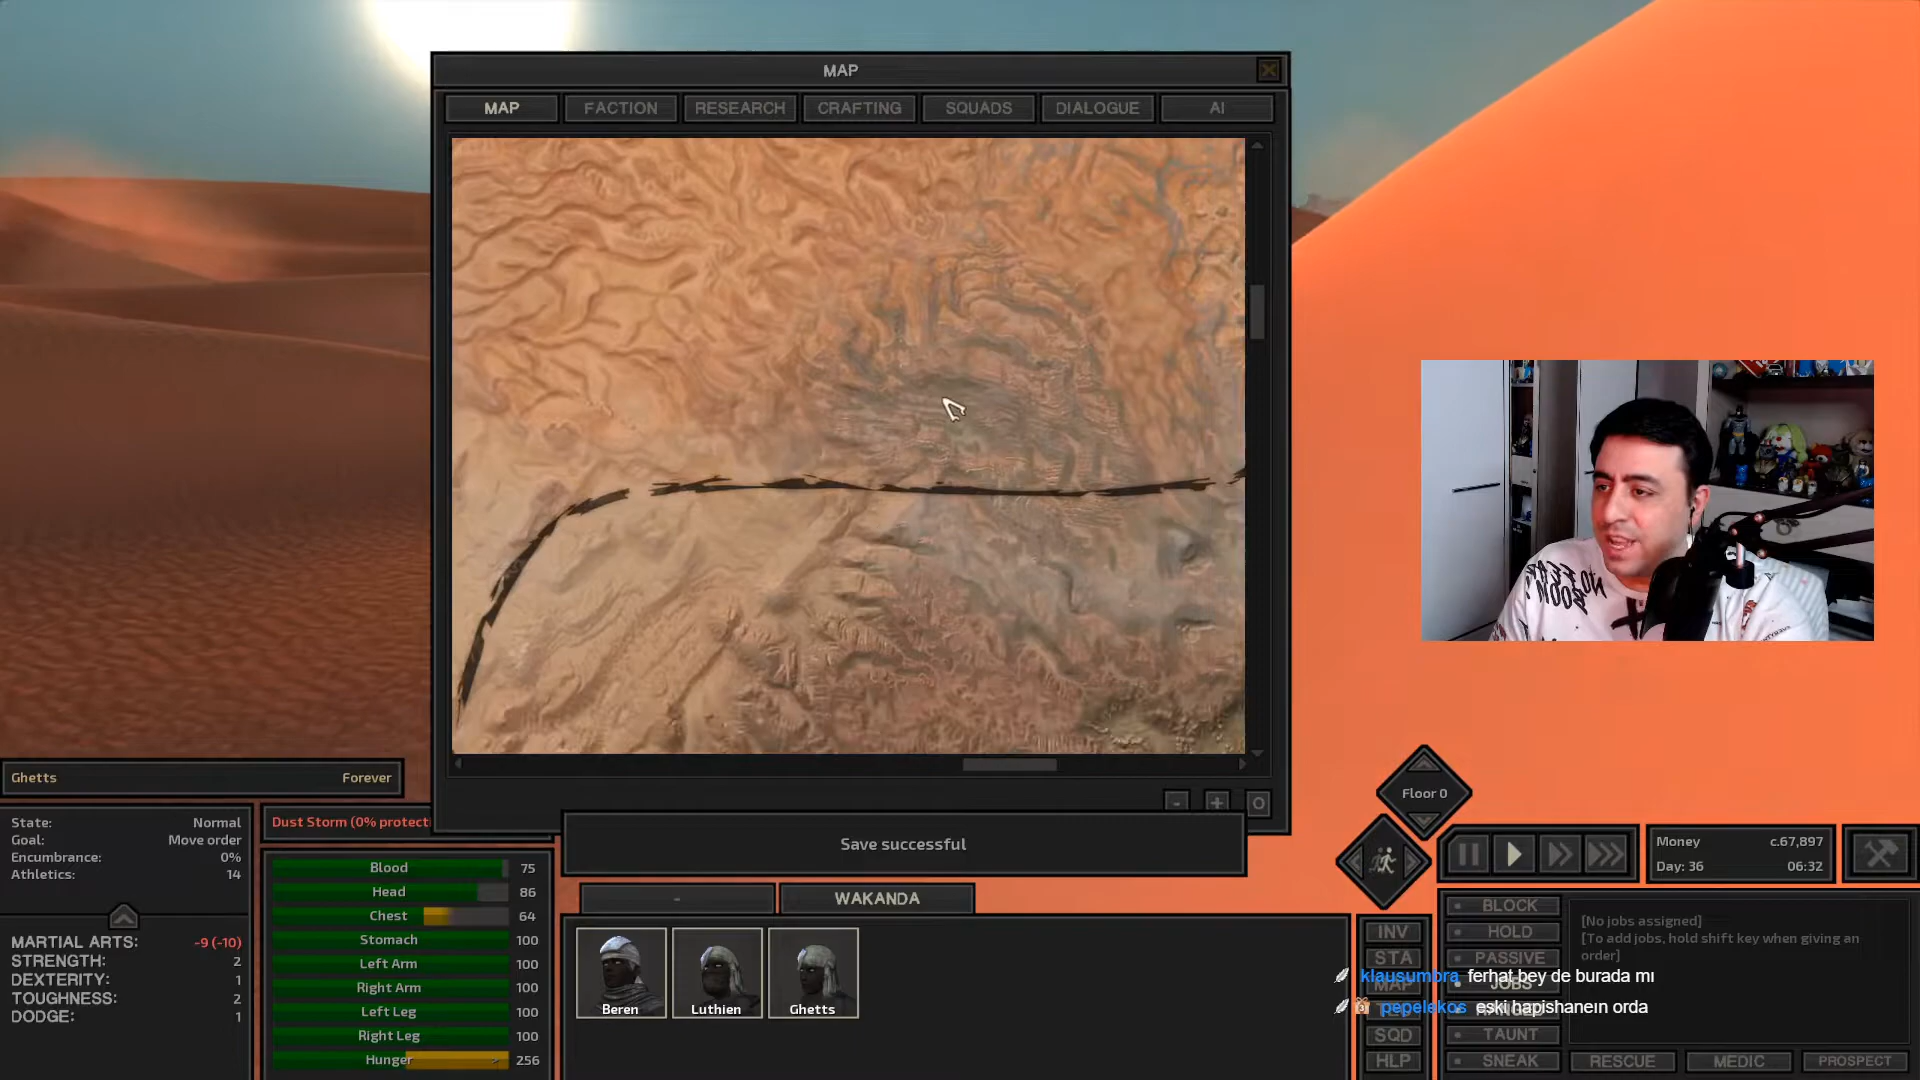 MAP
MAP FACTION RESEARCH CRAFTING SQUADS DIALOGUE AI
- + O
Ghetts Forever
State: Normal
Goal: Move order
Encumbrance: 0%
Athletics: 14
MARTIAL ARTS: -9 (-10)
STRENGTH: 2
DEXTERITY: 1
TOUGHNESS: 2
DODGE: 1
Dust Storm (0% protecti
Blood 75
Head 86
Chest 64
Stomach 100
Left Arm 100
Right Arm 100
Left Leg 100
Right Leg 100
Hunger 256
Save successful
- WAKANDA
Beren Luthien Ghetts
Floor 0
Money c.67,897
Day: 36 06:32
INV
STA
MAP
SQD
HLP
BLOCK
HOLD
PASSIVE
JOBS
RANGED
TAUNT
SNEAK
[No jobs assigned]
[To add jobs, hold shift key when giving an
order]
RESCUE MEDIC PROSPECT
klausumbra ferhat bey de burada mı
pepelekos eski hapishaneın orda